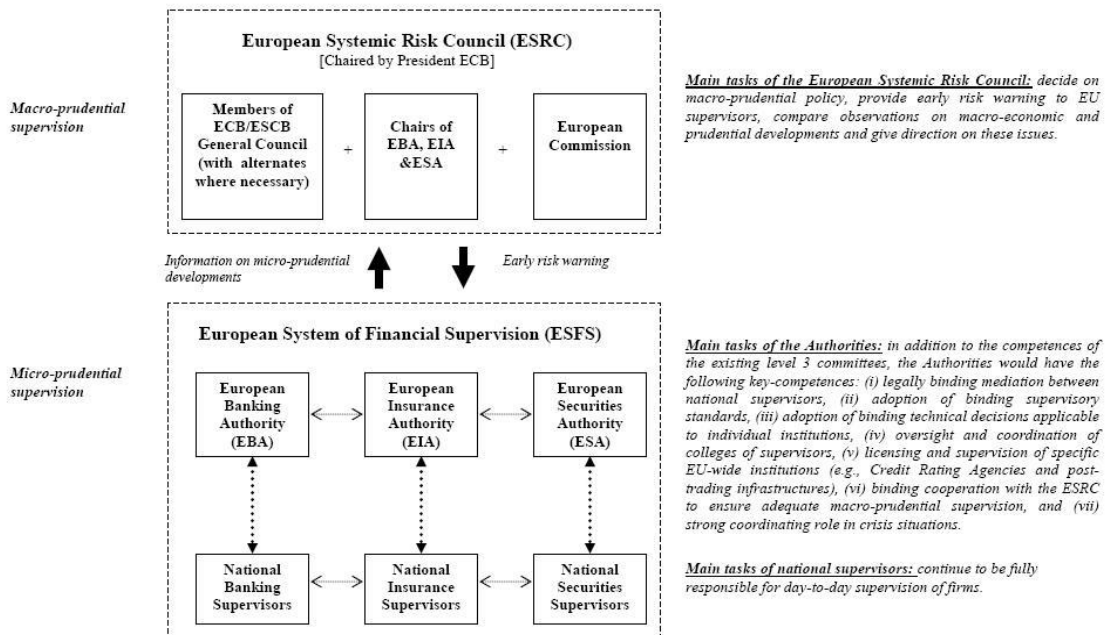 European Systemic Risk Council (ESRC)
[Chaired by President ECB]
Macro-prudential
supervision
Members of
ECB/ESCB
General Council
(with alternates
where necessary)
+
Chairs of
EBA, EIA
&ESA
+
European
Commission
Main tasks of the European Systemic Risk Council: decide on
macro-prudential policy, provide early risk warning to EU
supervisors, compare observations on macro-economic and
prudential developments and give direction on these issues.
Information on micro-prudential
developments
Early risk warning
European System of Financial Supervision (ESFS)
Micro-prudential
supervision
European
Banking
Authority
(EBA)
European
Insurance
Authority
(EIA)
European
Securities
Authority
(ESA)
National
Banking
Supervisors
National
Insurance
Supervisors
National
Securities
Supervisors
Main tasks of the Authorities: in addition to the competences of
the existing level 3 committees, the Authorities would have the
following key-competences: (i) legally binding mediation between
national supervisors, (ii) adoption of binding supervisory
standards, (iii) adoption of binding technical decisions applicable
to individual institutions, (iv) oversight and coordination of
colleges of supervisors, (v) licensing and supervision of specific
EU-wide institutions (e.g., Credit Rating Agencies and post-
trading infrastructures), (vi) binding cooperation with the ESRC
to ensure adequate macro-prudential supervision, and (vii)
strong coordinating role in crisis situations.
Main tasks of national supervisors: continue to be fully
responsible for day-to-day supervision of firms.